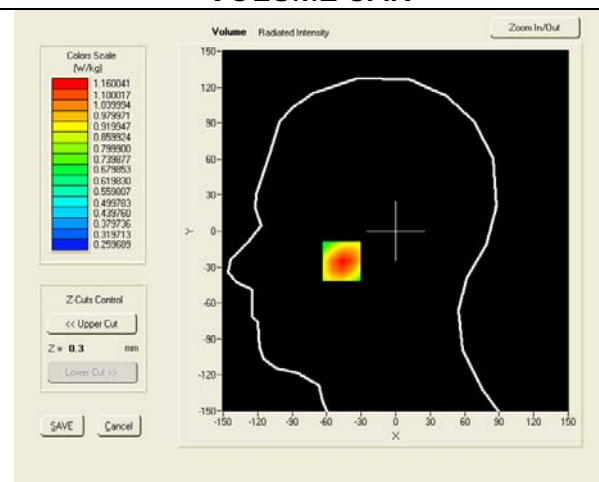 VOLUME SAR
Volume Radiated Intensity
Zoom In/Out
Colors Scale
(W/kg)
1.160041
1.100017
1.039994
0.979971
0.919947
0.859924
0.799900
0.739877
0.679853
0.619830
0.559807
0.499783
0.439760
0.379736
0.319713
0.259689
150-
120-
90-
60-
30-
0-
-30-
-60-
-90-
-120-
-150-
Y
-150 -120 -90 -60 -30 0 30 60 90 120 150
X
Z-Cuts Control
<< Upper Cut
Z = 0.3 mm
Lower Cut >>
SAVE
Cancel